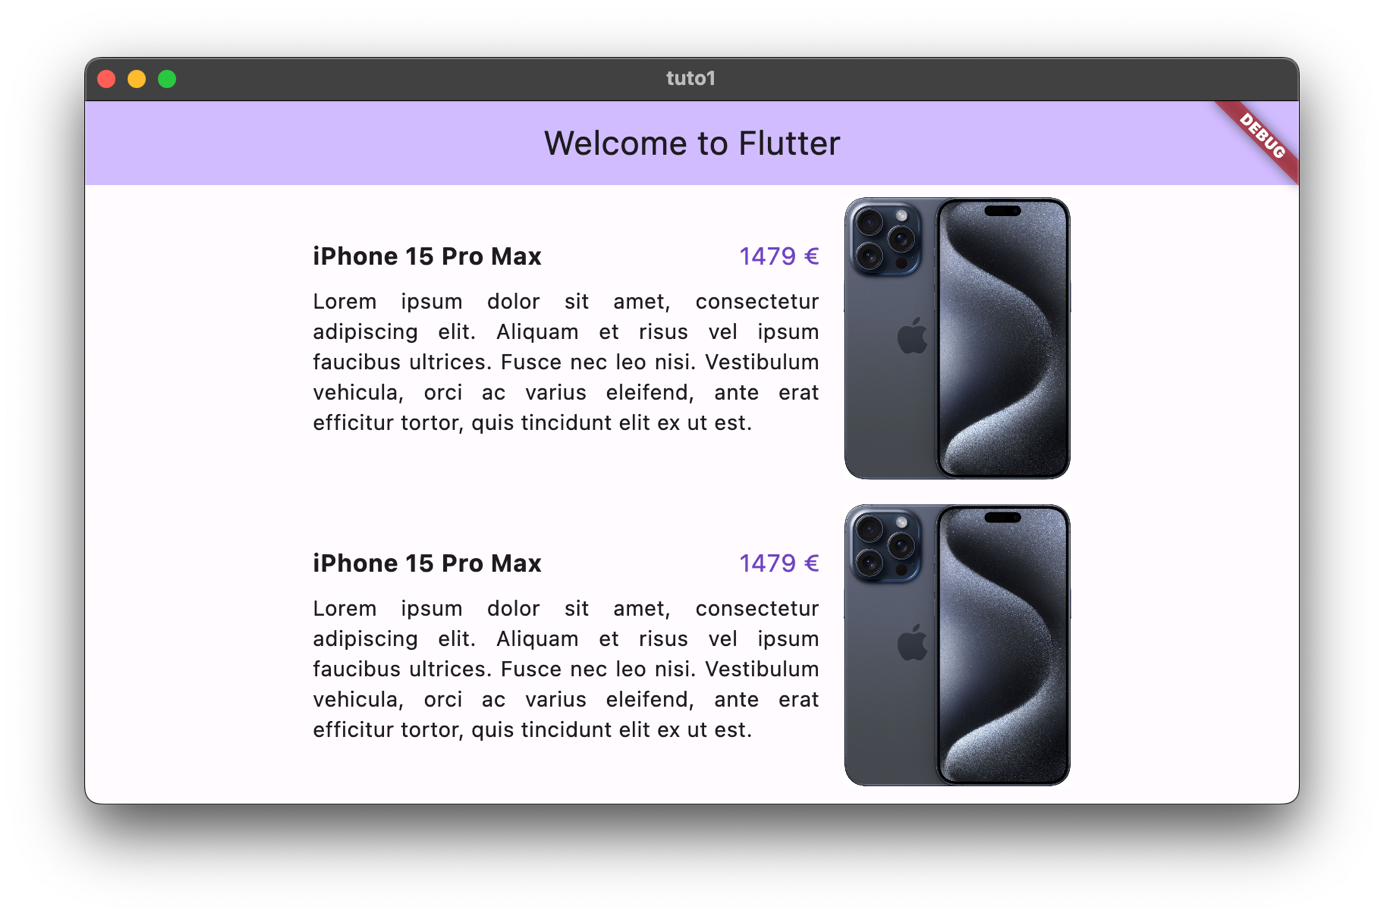 tuto1
Welcome to Flutter
DEBUG
iPhone 15 Pro Max 1479 €
Lorem ipsum dolor sit amet, consectetur
adipiscing elit. Aliquam et risus vel ipsum
faucibus ultrices. Fusce nec leo nisi. Vestibulum
vehicula, orci ac varius eleifend, ante erat
efficitur tortor, quis tincidunt elit ex ut est.
iPhone 15 Pro Max 1479 €
Lorem ipsum dolor sit amet, consectetur
adipiscing elit. Aliquam et risus vel ipsum
faucibus ultrices. Fusce nec leo nisi. Vestibulum
vehicula, orci ac varius eleifend, ante erat
efficitur tortor, quis tincidunt elit ex ut est.